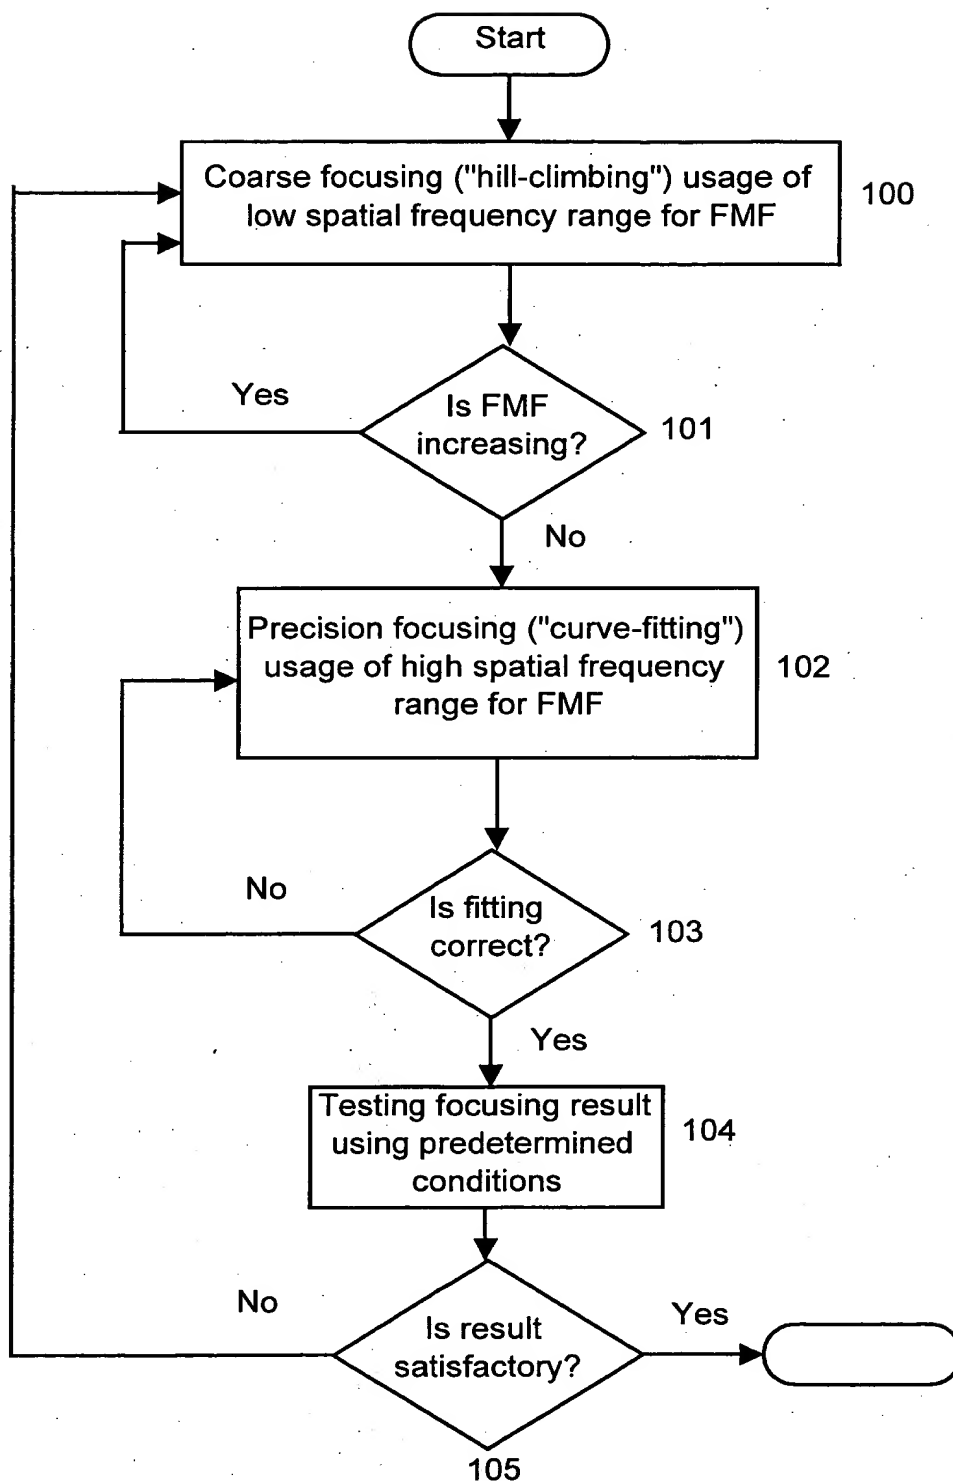 Start
Coarse focusing ("hill-climbing") usage of
low spatial frequency range for FMF
100
Yes
Is FMF
increasing?
101
No
Precision focusing ("curve-fitting")
usage of high spatial frequency
range for FMF
102
No
Is fitting
correct?
103
Yes
Testing focusing result
using predetermined
conditions
104
No
Is result
satisfactory?
Yes
105